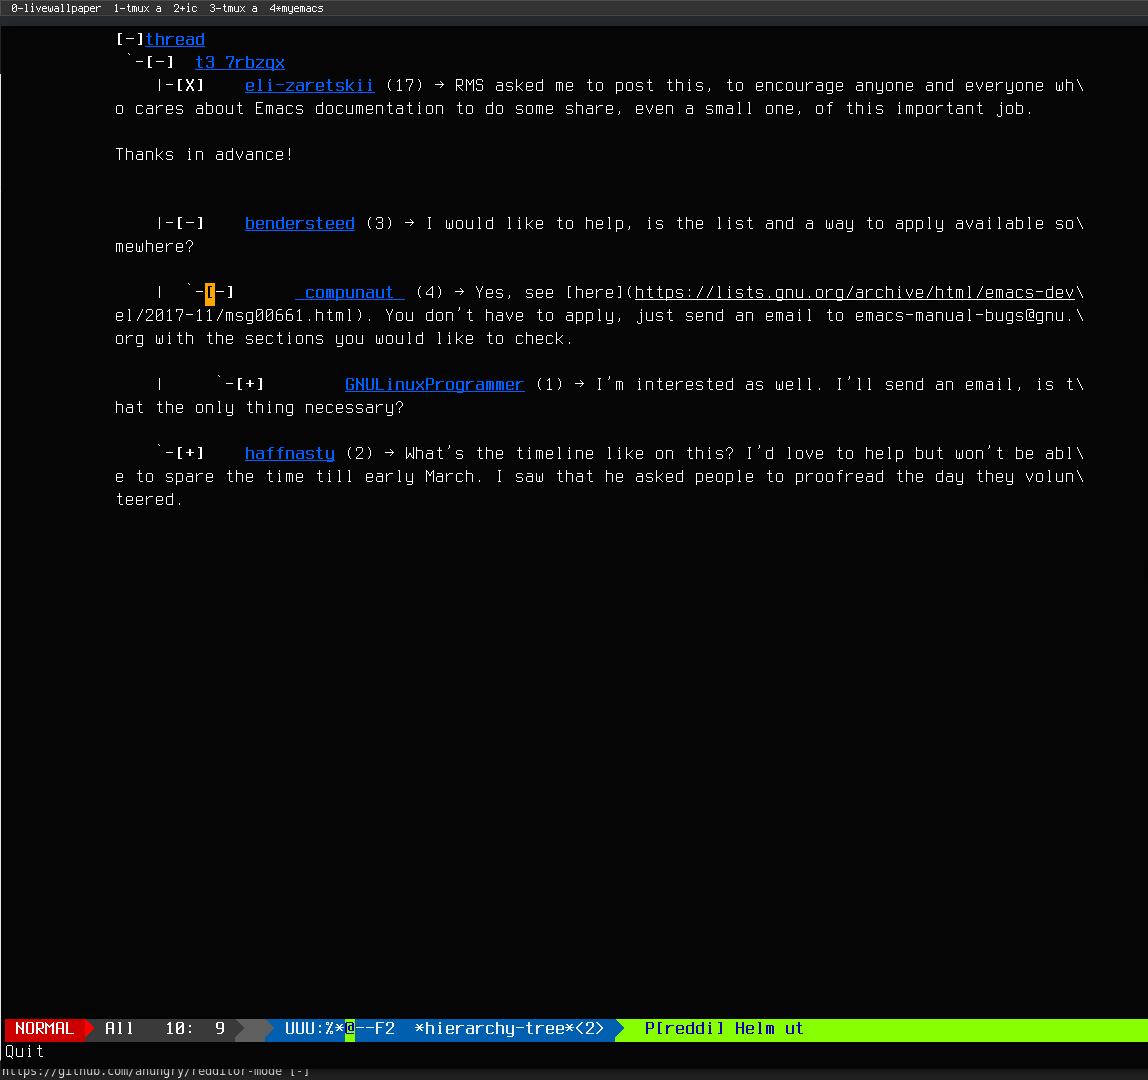 0-livewallpaper 1-tmux a 2+ic 3-tmux a 4*myemacs
[-]thread
`-[-] t3_7rbzqx
|-[X] eli-zaretskii (17) → RMS asked me to post this, to encourage anyone and everyone wh\
o cares about Emacs documentation to do some share, even a small one, of this important job.
Thanks in advance!
|-[-] bendersteed (3) → I would like to help, is the list and a way to apply available so\
mewhere?
| `-[-] _compunaut_ (4) → Yes, see [here](https://lists.gnu.org/archive/html/emacs-dev\
el/2017-11/msg00661.html). You don't have to apply, just send an email to emacs-manual-bugs@gnu.\
org with the sections you would like to check.
| `-[+] GNULinuxProgrammer (1) → I'm interested as well. I'll send an email, is t\
hat the only thing necessary?
`-[+] haffnasty (2) → What's the timeline like on this? I'd love to help but won't be abl\
e to spare the time till early March. I saw that he asked people to proofread the day they volun\
teered.
NORMAL All 10: 9 UUU:%*@--F2 *hierarchy-tree*<2> P[reddi] Helm ut
Quit
https://github.com/ahungry/redditor-mode [-]